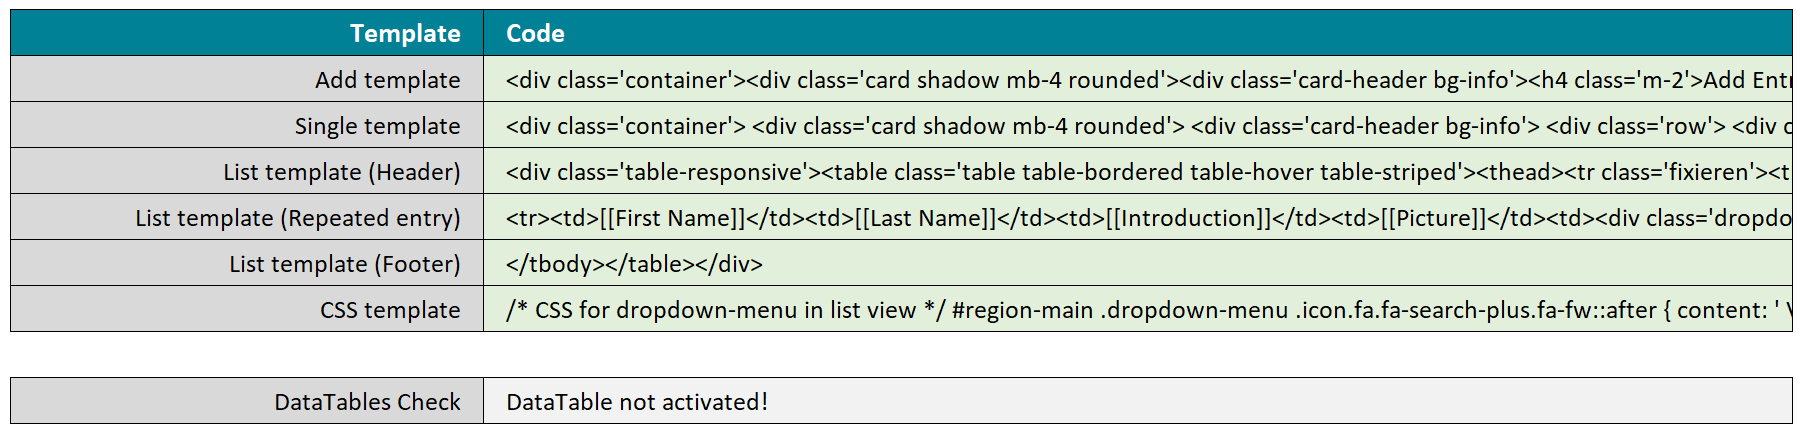 Template Code
Add template <div class='container'><div class='card shadow mb-4 rounded'><div class='card-header bg-info'><h4 class='m-2'>Add Entr
Single template <div class='container'> <div class='card shadow mb-4 rounded'> <div class='card-header bg-info'> <div class='row'> <div c
List template (Header) <div class='table-responsive'><table class='table table-bordered table-hover table-striped'><thead><tr class='fixieren'><t
List template (Repeated entry) <tr><td>[[First Name]]</td><td>[[Last Name]]</td><td>[[Introduction]]</td><td>[[Picture]]</td><td><div class='dropdo
List template (Footer) </tbody></table></div>
CSS template /* CSS for dropdown-menu in list view */ #region-main .dropdown-menu .icon.fa.fa-search-plus.fa-fw::after { content: '
DataTables Check DataTable not activated!